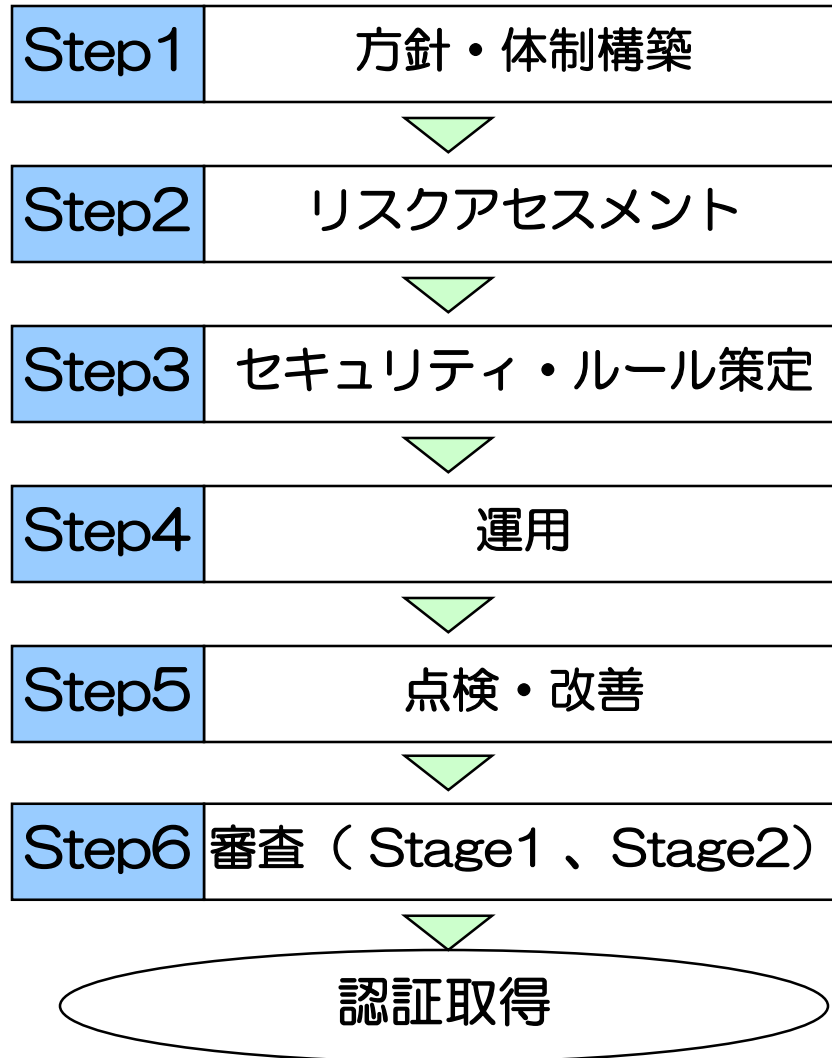 Step1 方針・体制構築
Step2 リスクアセスメント
Step3 セキュリティ・ルール策定
Step4 運用
Step5 点検・改善
Step6 審査（ Stage1 、Stage2）
認証取得